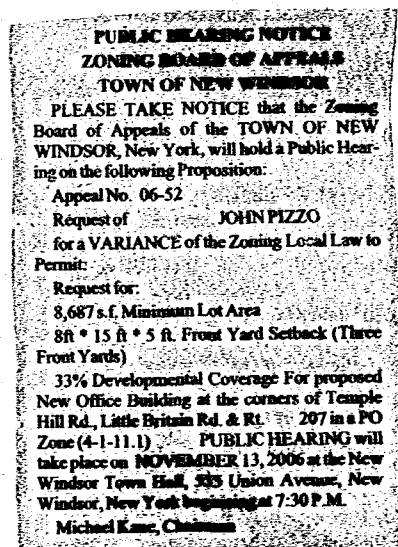 PUBLIC HEARING NOTICE
ZONING BOARD OF APPEALS
TOWN OF NEW WINDSOR
PLEASE TAKE NOTICE that the Zoning
Board of Appeals of the TOWN OF NEW
WINDSOR, New York, will hold a Public Hear-
ing on the following Proposition:
Appeal No. 06-52
Request of JOHN PIZZO
for a VARIANCE of the Zoning Local Law to
Permit:
Request for:
8,687 s.f. Minimum Lot Area
8ft * 15 ft * 5 ft. Front Yard Setback (Three
Front Yards)
33% Developmental Coverage For proposed
New Office Building at the corners of Temple
Hill Rd., Little Britain Rd. & Rt. 207 in a PO
Zone (4-1-11.1) PUBLIC HEARING will
take place on NOVEMBER 13, 2006 at the New
Windsor Town Hall, 555 Union Avenue, New
Windsor, New York beginning at 7:30 P.M.
Michael Kane, Chairman